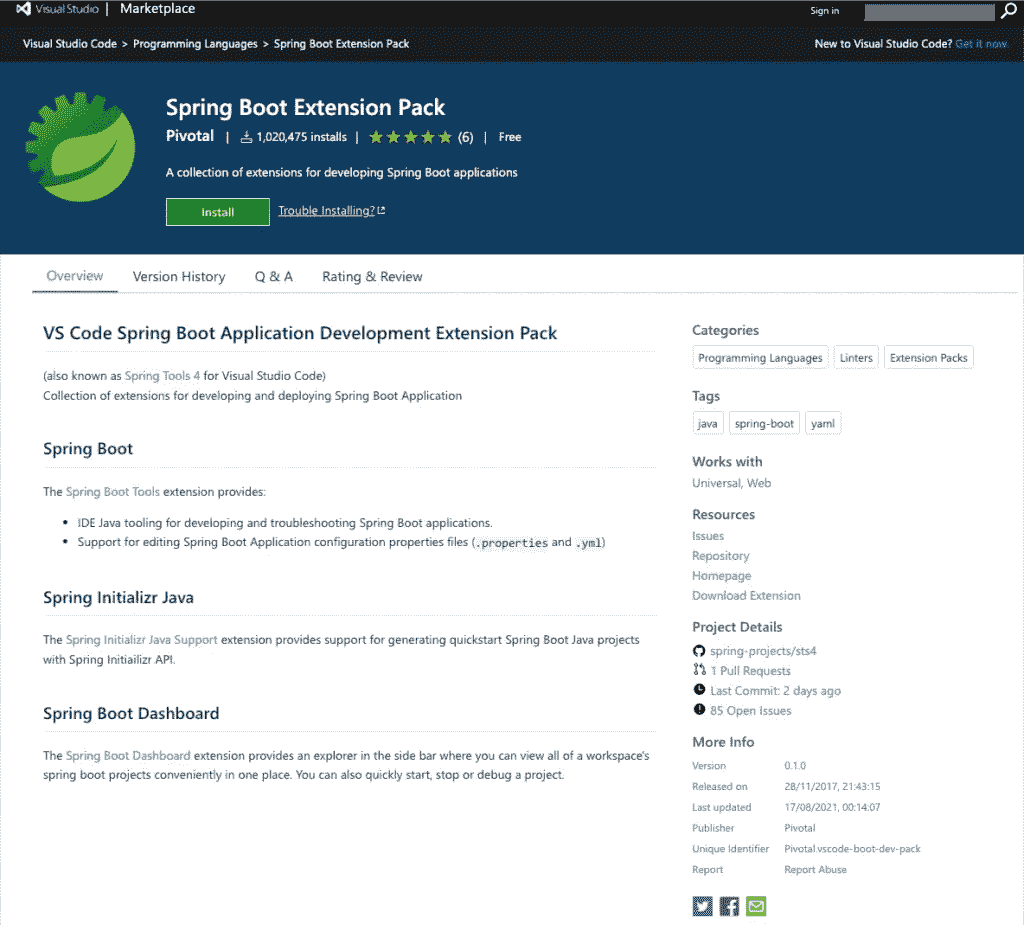 Visual Studio | Marketplace
Sign in
Visual Studio Code > Programming Languages > Spring Boot Extension Pack
New to Visual Studio Code? Get it now.
Spring Boot Extension Pack
Pivotal | 1,020,475 installs | (6) | Free
A collection of extensions for developing Spring Boot applications
Install
Trouble Installing?
Overview
Version History
Q & A
Rating & Review
VS Code Spring Boot Application Development Extension Pack
(also known as Spring Tools 4 for Visual Studio Code)
Collection of extensions for developing and deploying Spring Boot Application
Spring Boot
The Spring Boot Tools extension provides:
• IDE Java tooling for developing and troubleshooting Spring Boot applications.
• Support for editing Spring Boot Application configuration properties files (.properties and .yml)
Spring Initializr Java
The Spring Initializr Java Support extension provides support for generating quickstart Spring Boot Java projects
with Spring Initiailizr API.
Spring Boot Dashboard
The Spring Boot Dashboard extension provides an explorer in the side bar where you can view all of a workspace's
spring boot projects conveniently in one place. You can also quickly start, stop or debug a project.
Categories
Programming Languages
Linters
Extension Packs
Tags
java
spring-boot
yaml
Works with
Universal, Web
Resources
Issues
Repository
Homepage
Download Extension
Project Details
spring-projects/sts4
1 Pull Requests
Last Commit: 2 days ago
85 Open Issues
More Info
Version 0.1.0
Released on 28/11/2017, 21:43:15
Last updated 17/08/2021, 00:14:07
Publisher Pivotal
Unique Identifier Pivotal.vscode-boot-dev-pack
Report Report Abuse